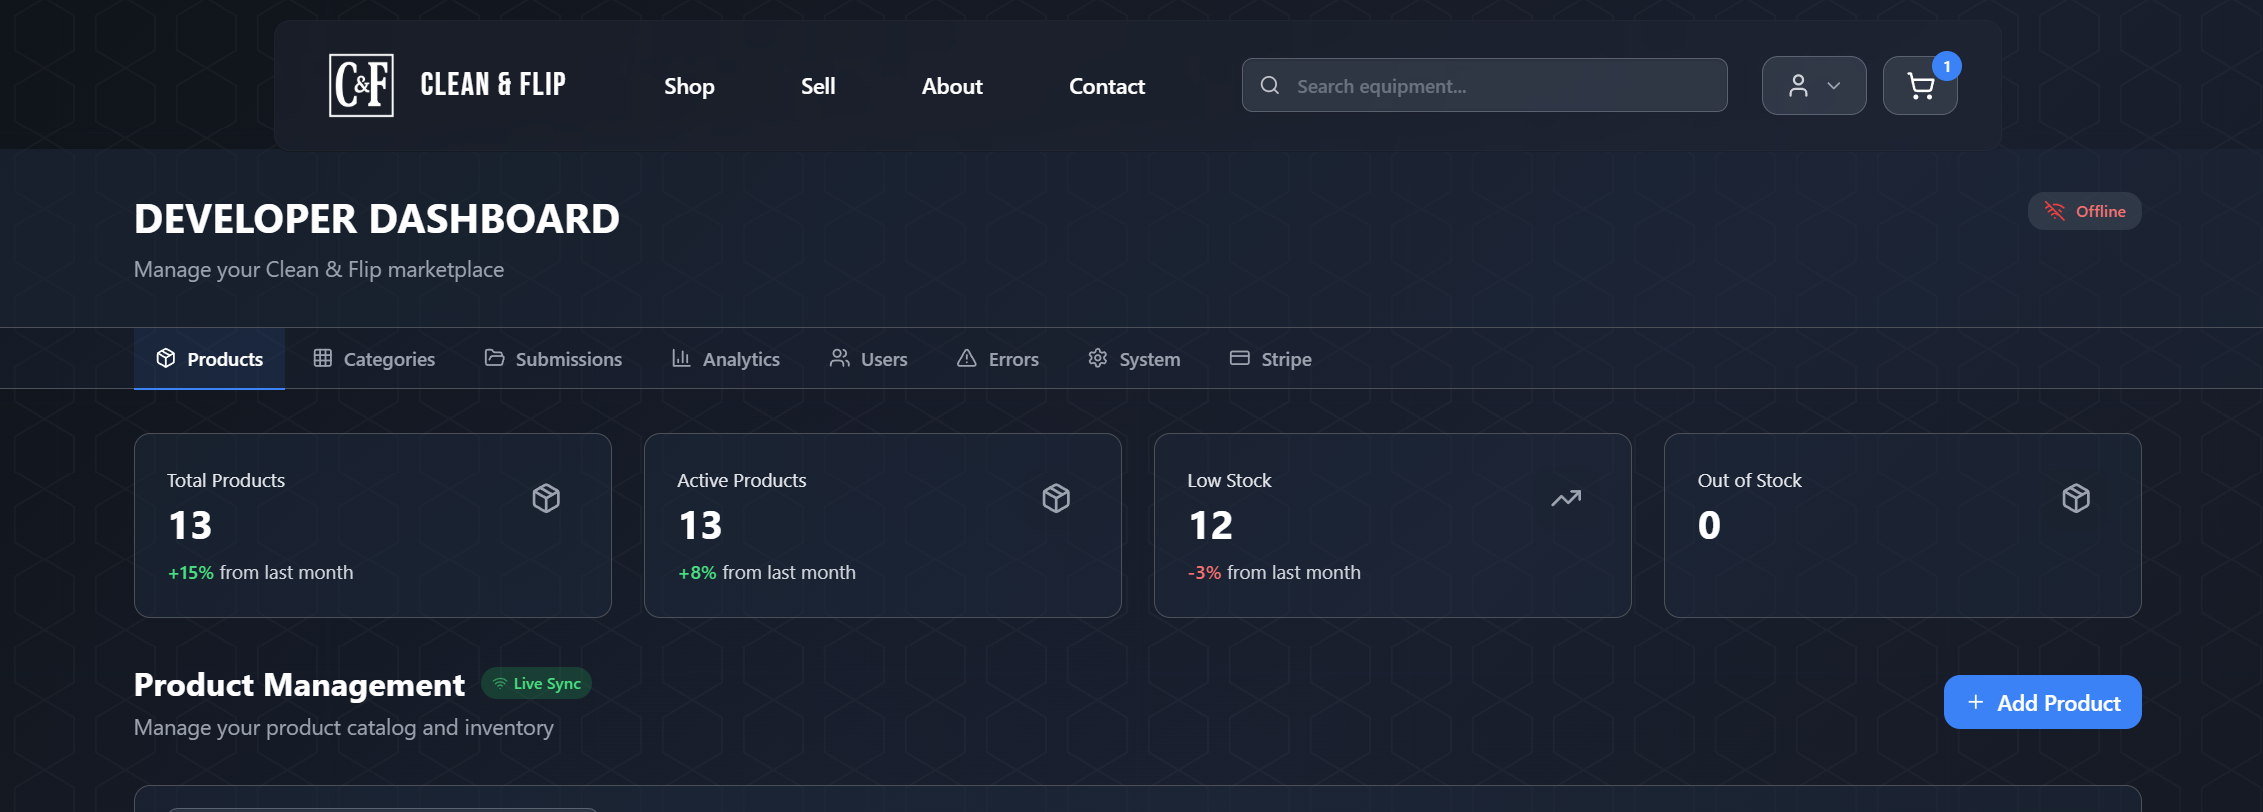 C&F CLEAN & FLIP Shop Sell About Contact Search equipment... 1
DEVELOPER DASHBOARD
Offline
Manage your Clean & Flip marketplace
Products Categories Submissions Analytics Users Errors System Stripe
Total Products
13
+15% from last month
Active Products
13
+8% from last month
Low Stock
12
-3% from last month
Out of Stock
0
Product Management Live Sync
Manage your product catalog and inventory
+ Add Product